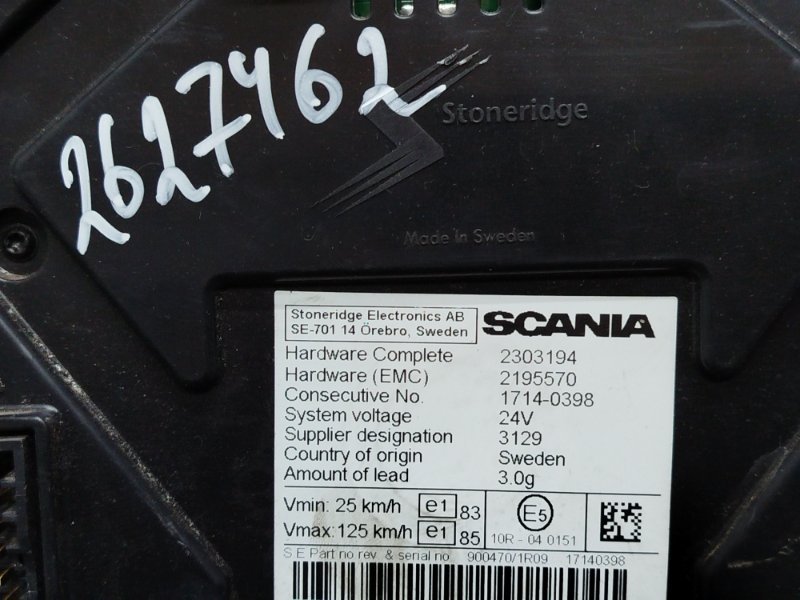 2627462
Stoneridge
Made In Sweden
Stoneridge Electronics AB
SE-701 14 Örebro, Sweden
SCANIA
Hardware Complete 2303194
Hardware (EMC) 2195570
Consecutive No. 1714-0398
System voltage 24V
Supplier designation 3129
Country of origin Sweden
Amount of lead 3.0g
Vmin: 25 km/h e1 83
Vmax: 125 km/h e1 85
E5
10R - 04 0151
S.E Part no rev. & serial no. 900470/1R09 17140398